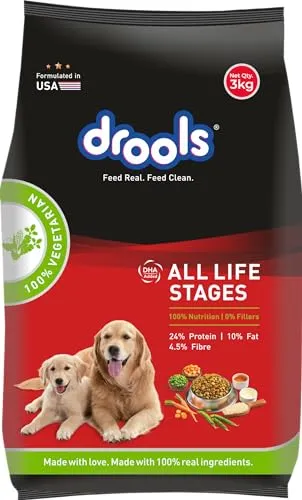 Formulated in
USA
Net Qty.
3kg
drools®
Feed Real. Feed Clean.
100% VEGETARIAN
DHA
Added
ALL LIFE
STAGES
100% Nutrition | 0% Fillers
24% Protein | 10% Fat
4.5% Fibre
Made with love. Made with 100% real ingredients.